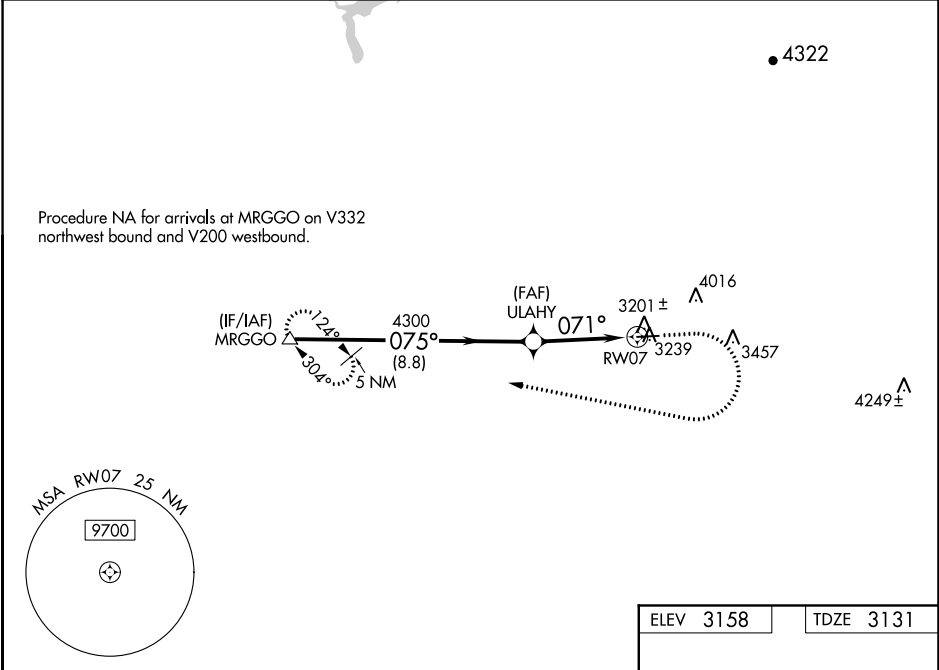 4322
Procedure NA for arrivals at MRGGO on V332
northwest bound and V200 westbound.
4016
(FAF)
ULAHY
3201 ±
(IF/IAF)
MRGGO
124°
4300
075°
(8.8)
071°
RW07
3239
3457
304°
5 NM
4249 ±
MSA RW07 25 NM
9700
ELEV 3158
TDZE 3131